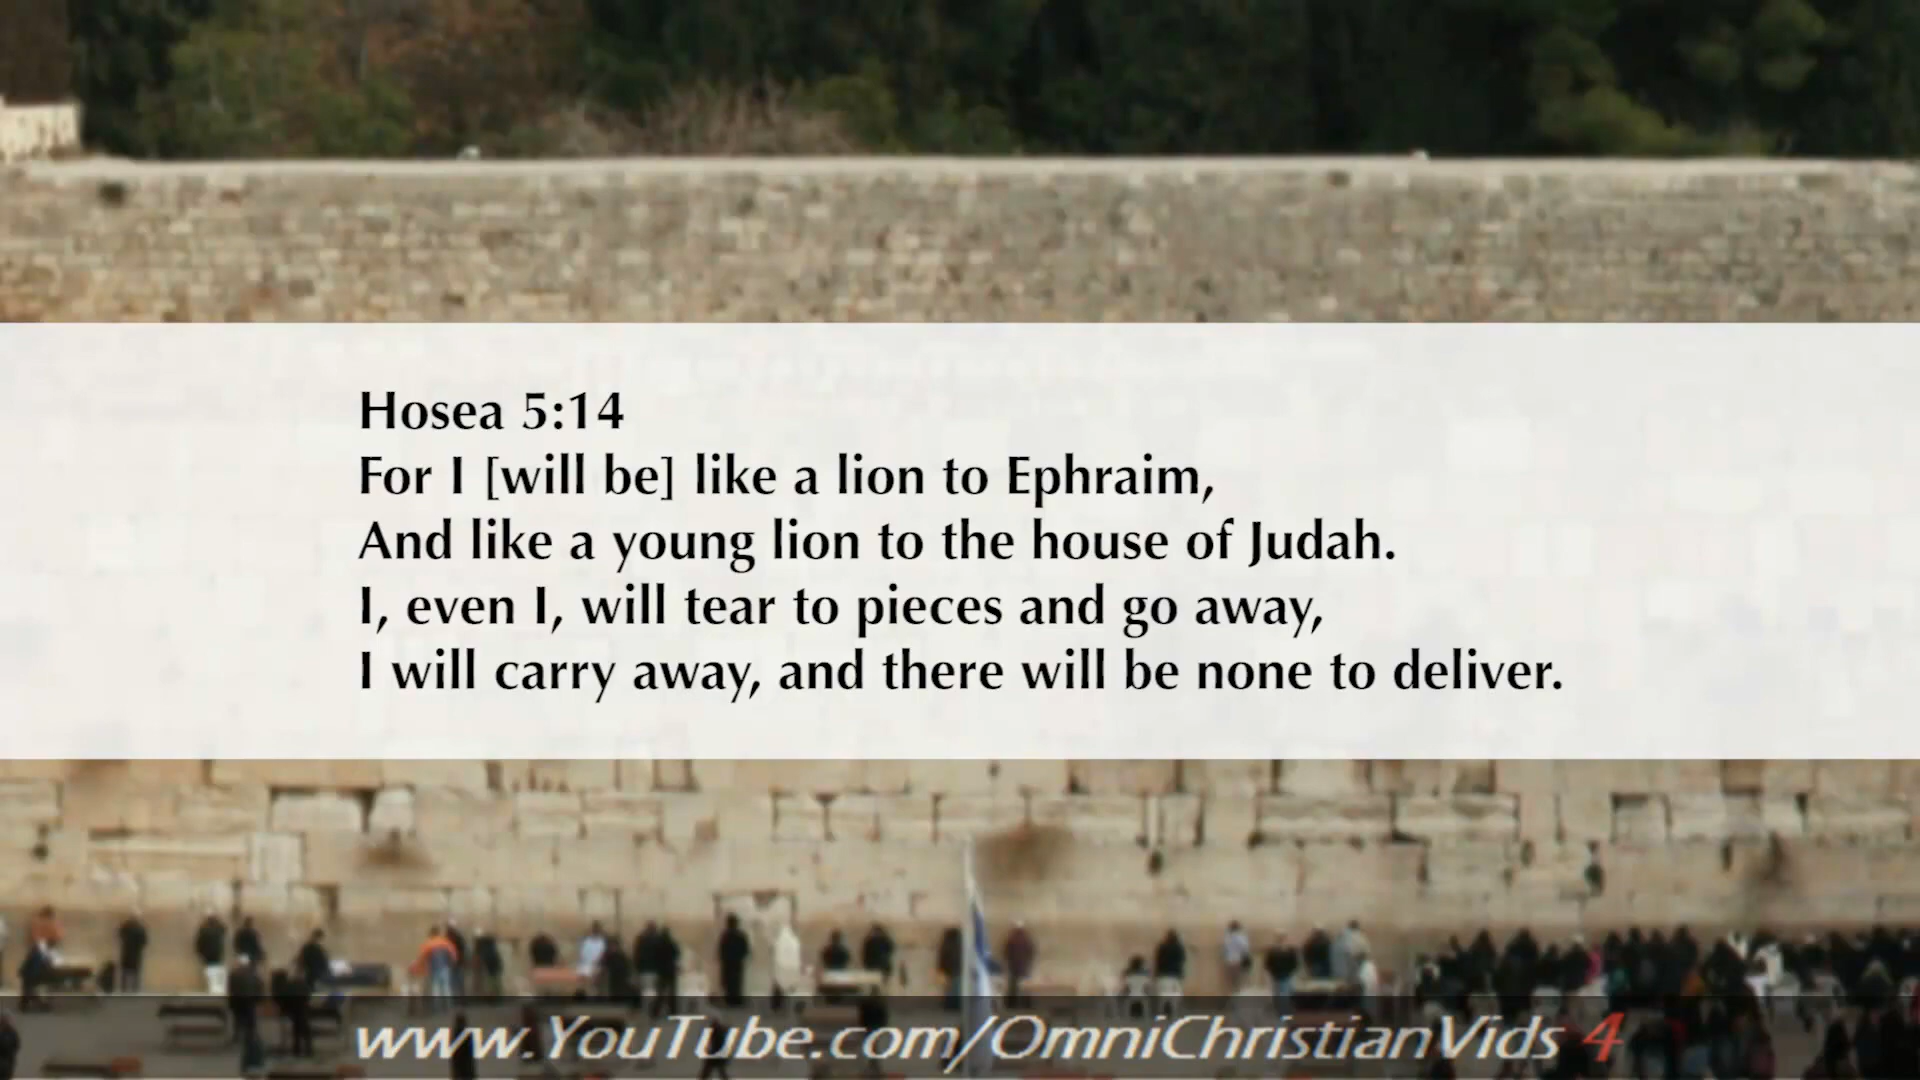 Hosea 5:14
For I [will be] like a lion to Ephraim,
And like a young lion to the house of Judah.
I, even I, will tear to pieces and go away,
I will carry away, and there will be none to deliver.
www.YouTube.com/OmniChristianVids 4